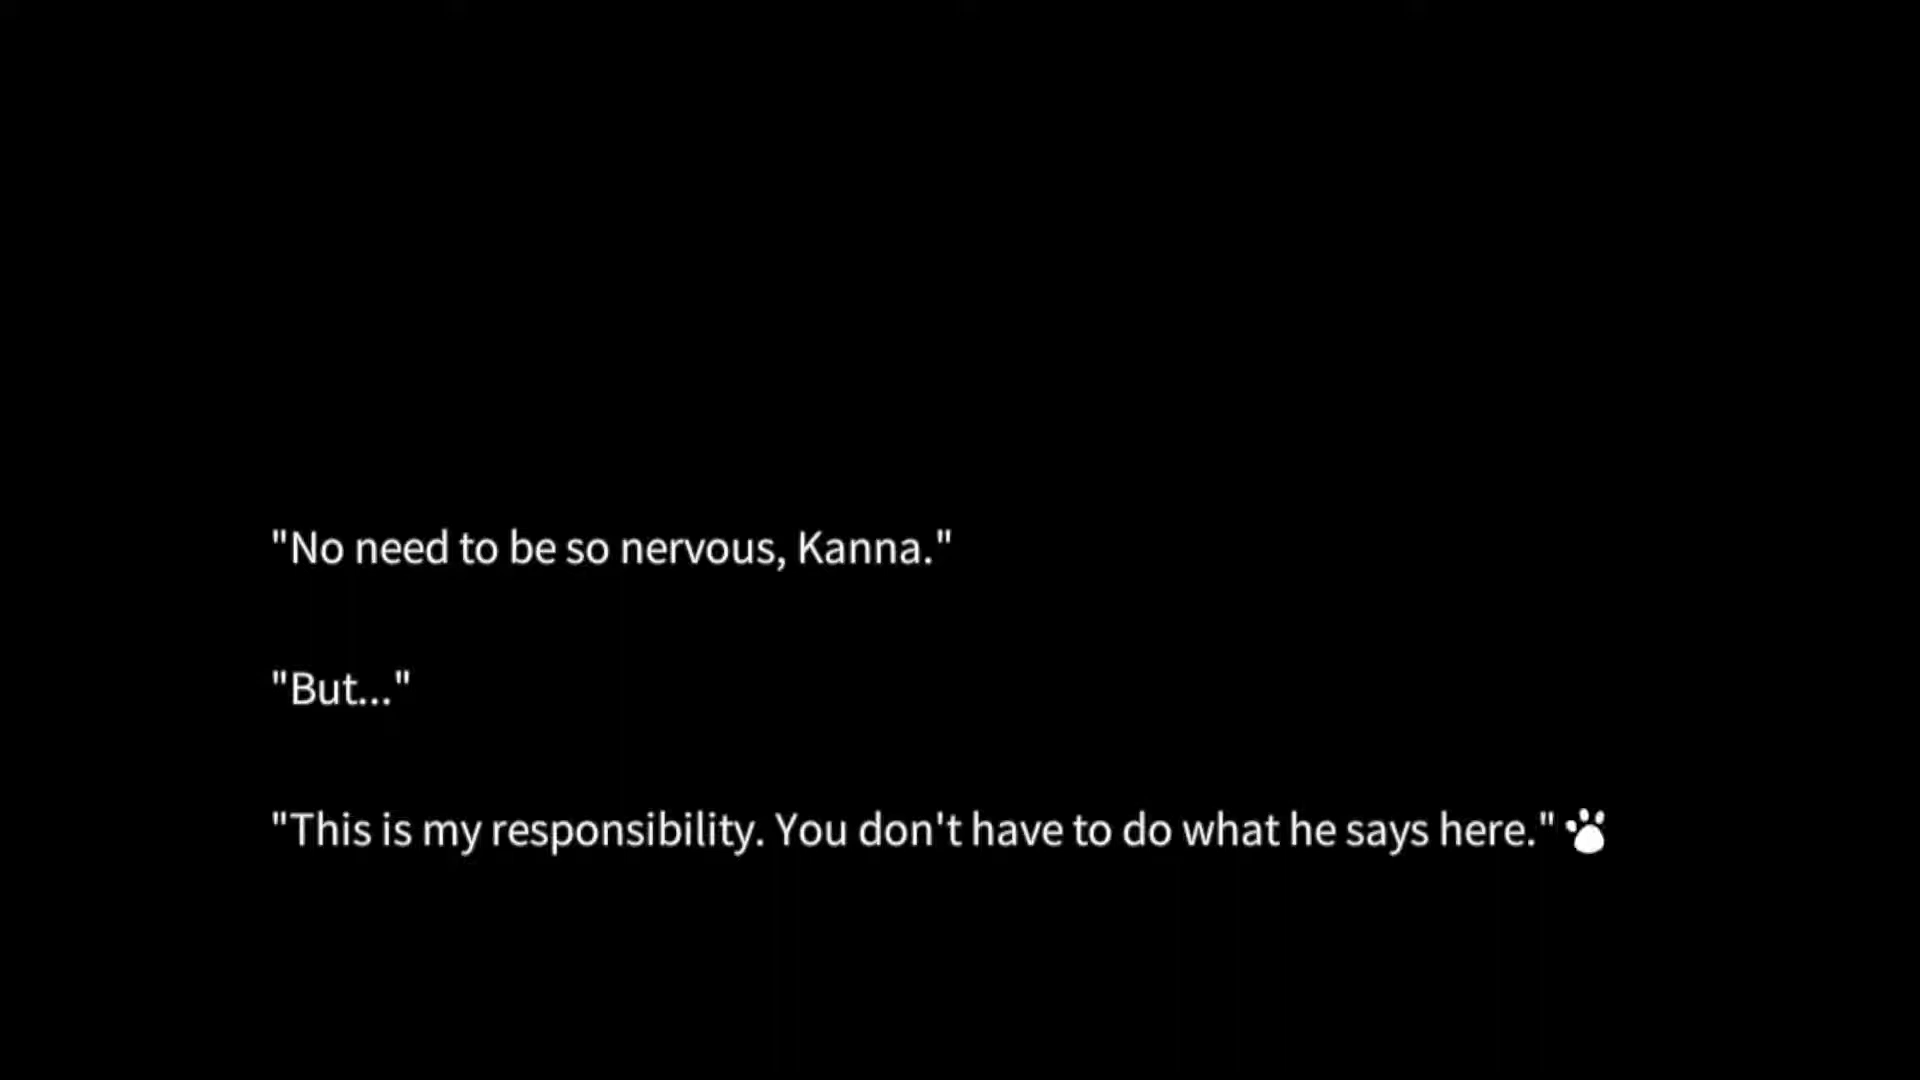 "No need to be so nervous, Kanna."
"But..."
"This is my responsibility. You don't have to do what he says here."